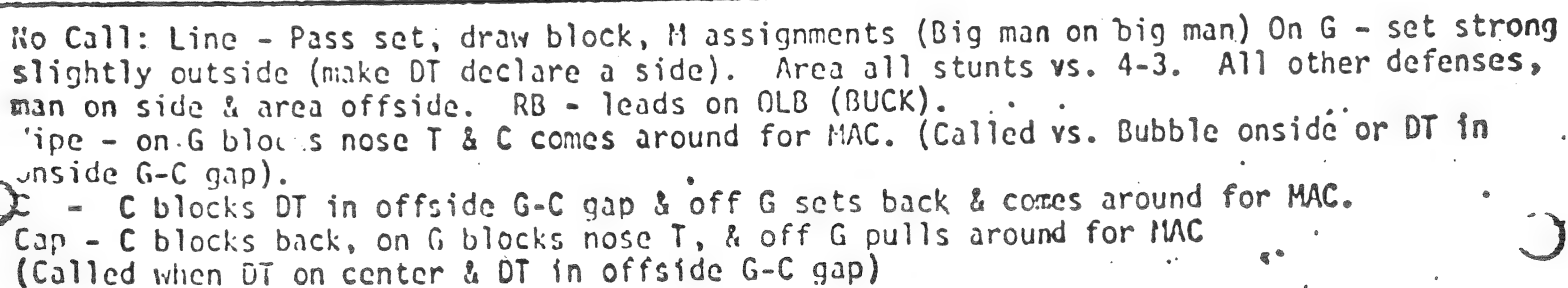 No Call: Line - Pass set, draw block, M assignments (Big man on big man) On G - set strong
slightly outside (make DT declare a side). Area all stunts vs. 4-3. All other defenses,
man on side & area offside. RB - leads on OLB (BUCK).
'ipe - on G bloc s nose T & C comes around for MAC. (Called vs. Bubble onside or DT in
onside G-C gap).
C - C blocks DT in offside G-C gap & off G sets back & comes around for MAC.
Cap - C blocks back, on G blocks nose T, & off G pulls around for MAC
(Called when DT on center & DT in offside G-C gap)